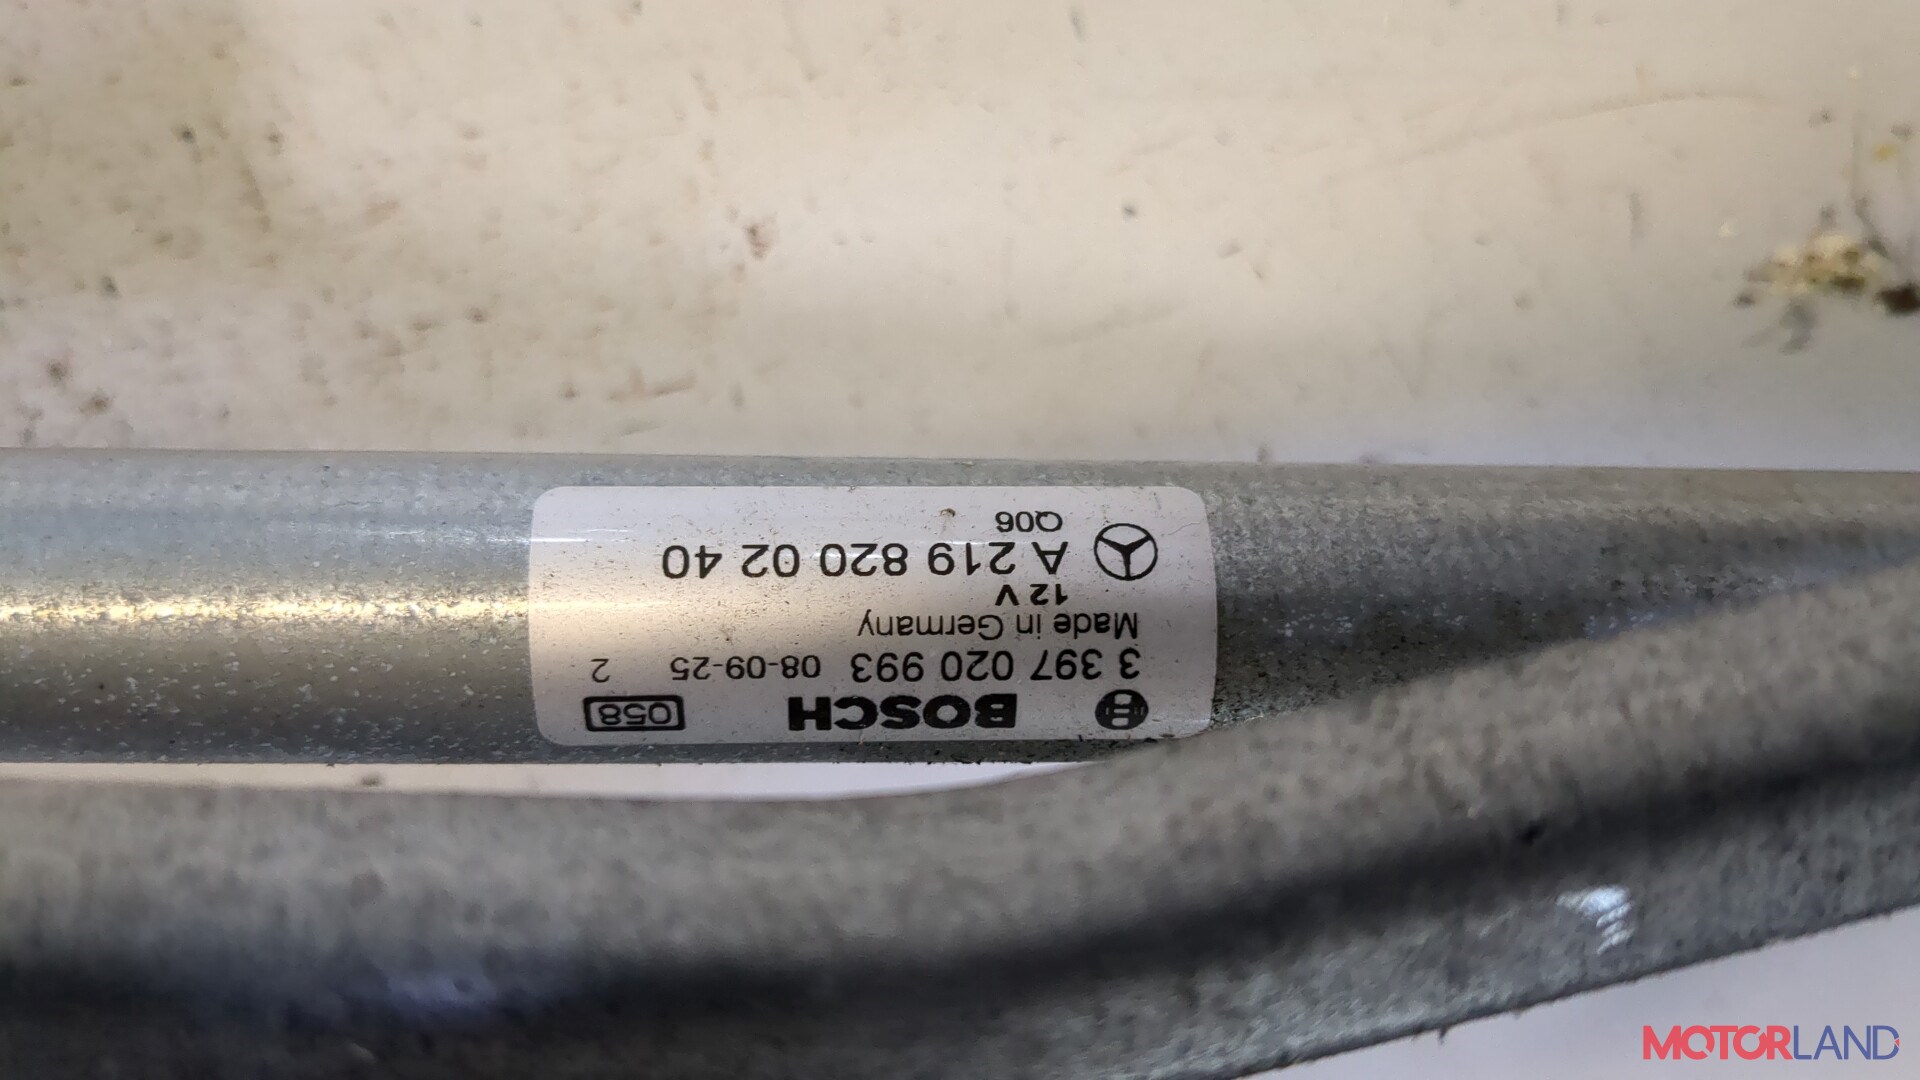 BOSCH 058
3 397 020 993 08-09-25 2
Made in Germany
12 V
A 219 820 02 40
Q06
MOTORLAND